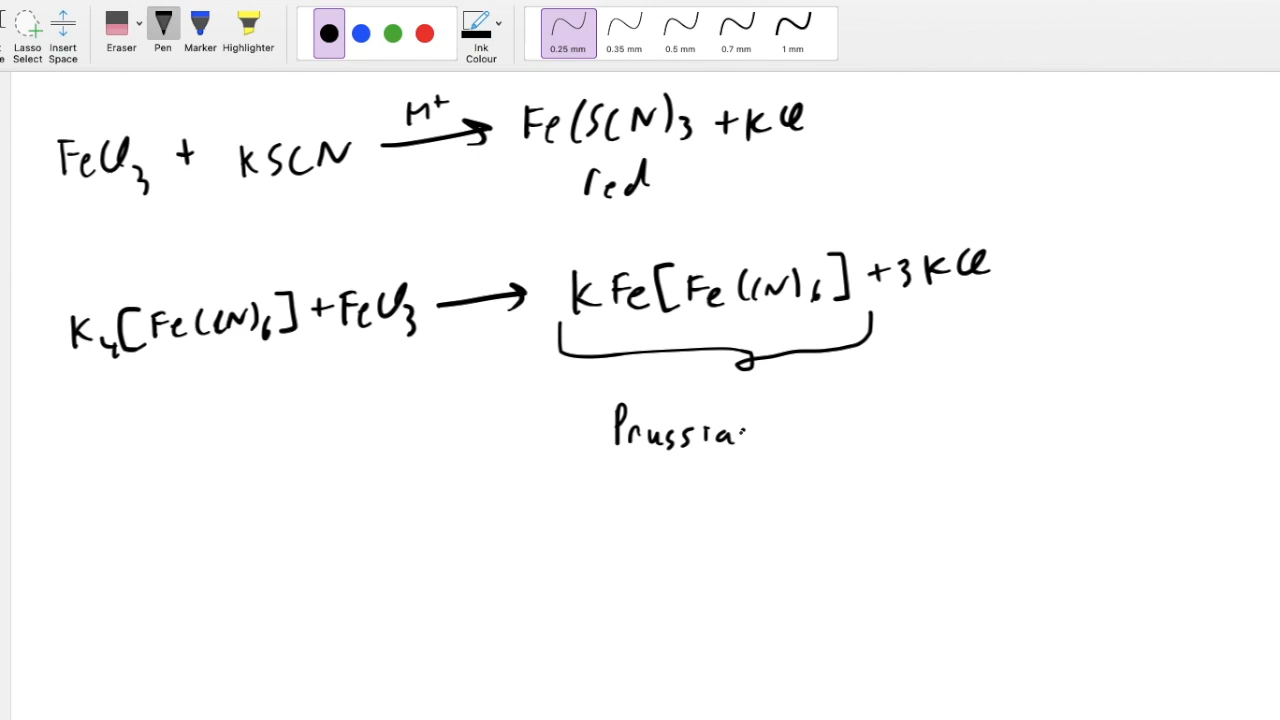 Lasso Select
Insert Space
Eraser
Pen
Marker
Highlighter
Ink Colour
0.25 mm
0.35 mm
0.5 mm
0.7 mm
1 mm
FeCl₃ + KSCN H⁺ → Fe(SCN)₃ + KCl
red
K₄[Fe(CN)₆] + FeCl₃ → KFe[Fe(CN)₆] + 3KCl
Prussia